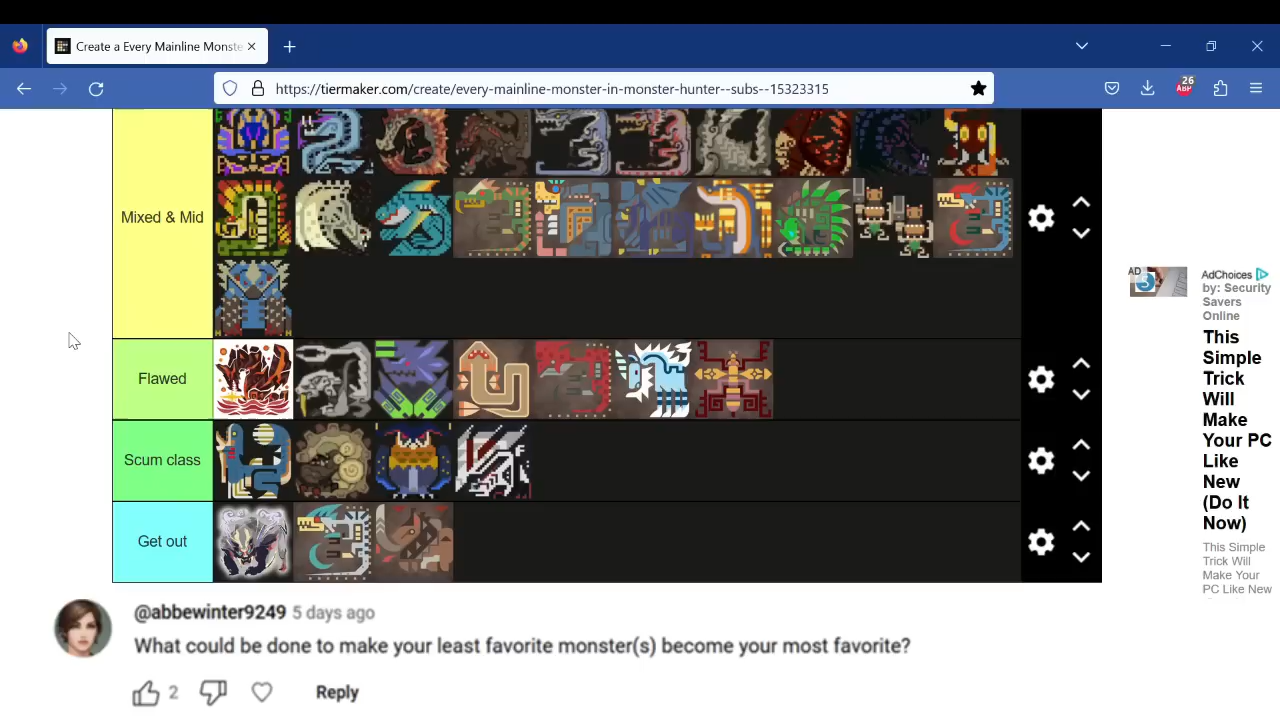 Create a Every Mainline Monste
26
ABP
https://tiermaker.com/create/every-mainline-monster-in-monster-hunter--subs--15323315
Mixed & Mid
Flawed
Scum class
Get out
AD
AdChoices
by: Security
Savers
Online
This
Simple
Trick
Will
Make
Your PC
Like
New
(Do It
Now)
This Simple
Trick Will
Make Your
PC Like New
@abbewinter9249 5 days ago
What could be done to make your least favorite monster(s) become your most favorite?
2
Reply